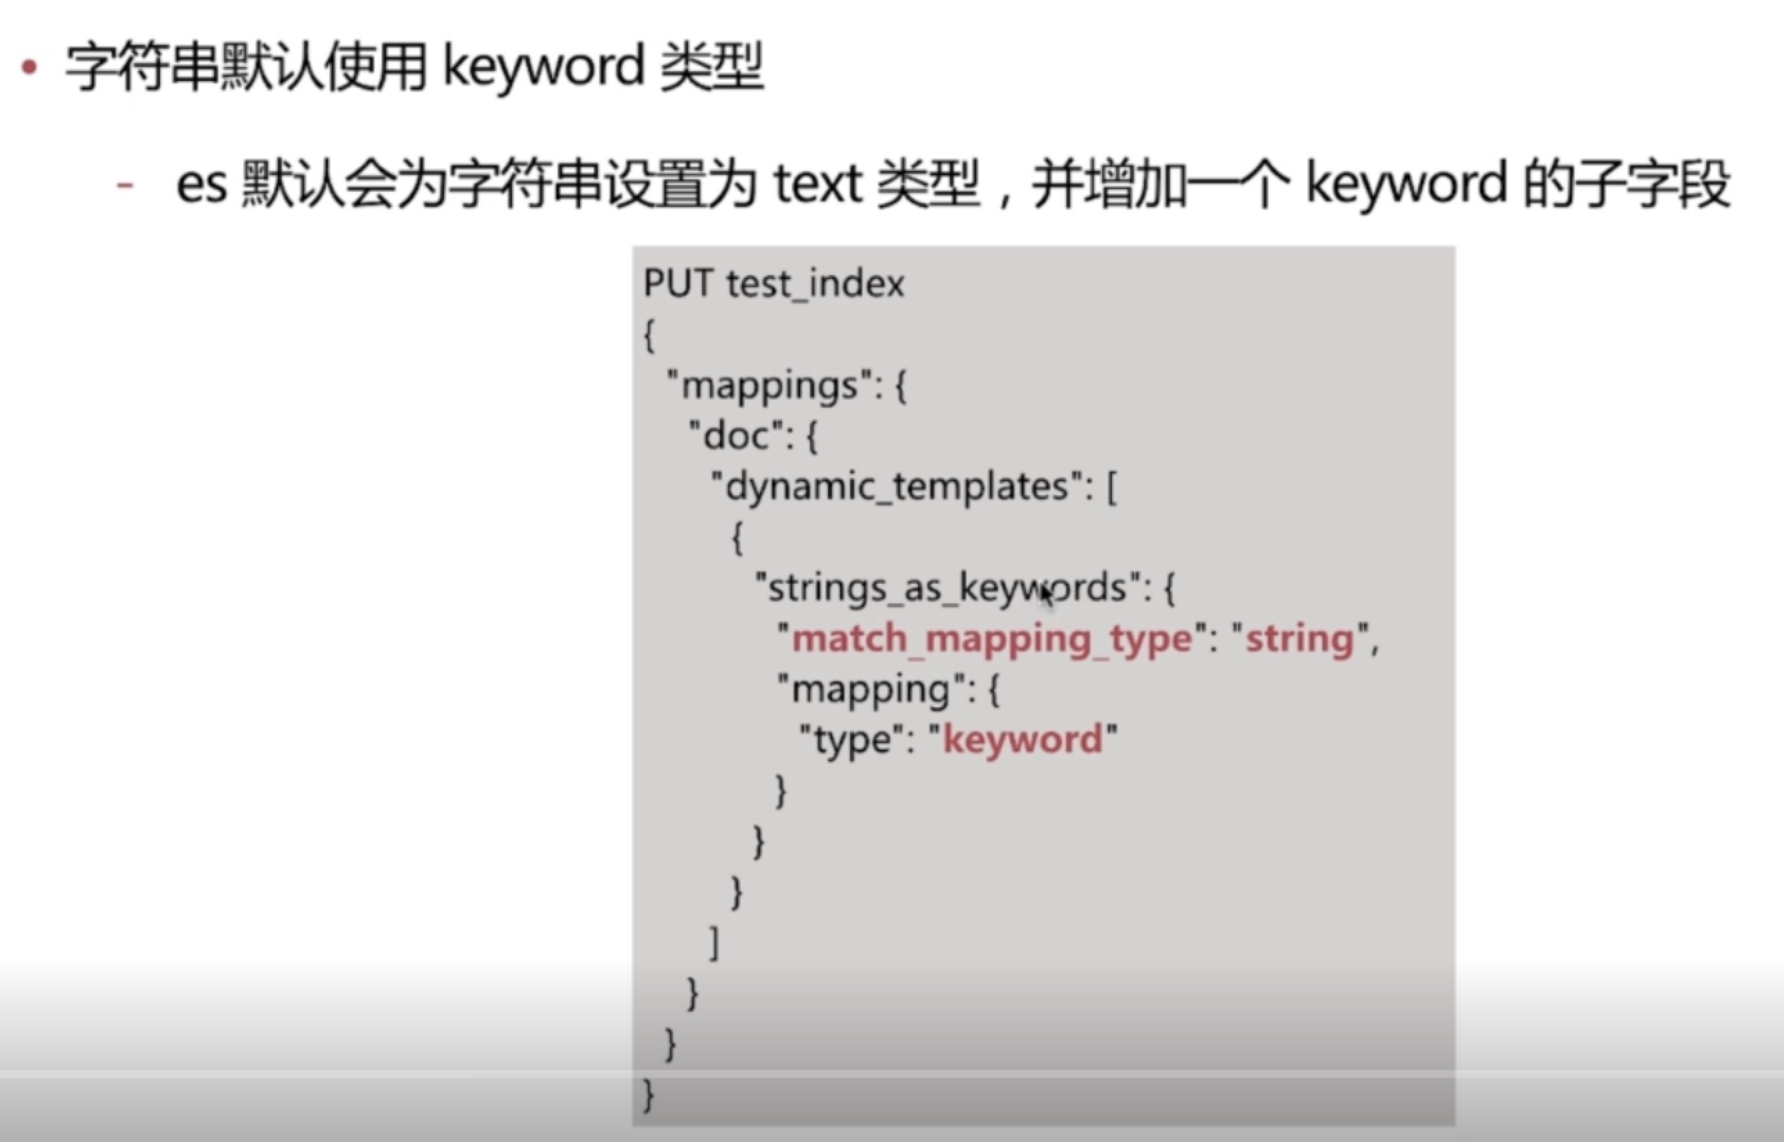 • 字符串默认使用 keyword 类型
- es 默认会为字符串设置为 text 类型，并增加一个 keyword 的子字段
PUT test_index
{
"mappings": {
"doc": {
"dynamic_templates": [
{
"strings_as_keywords": {
"match_mapping_type": "string",
"mapping": {
"type": "keyword"
}
}
}
]
}
}
}